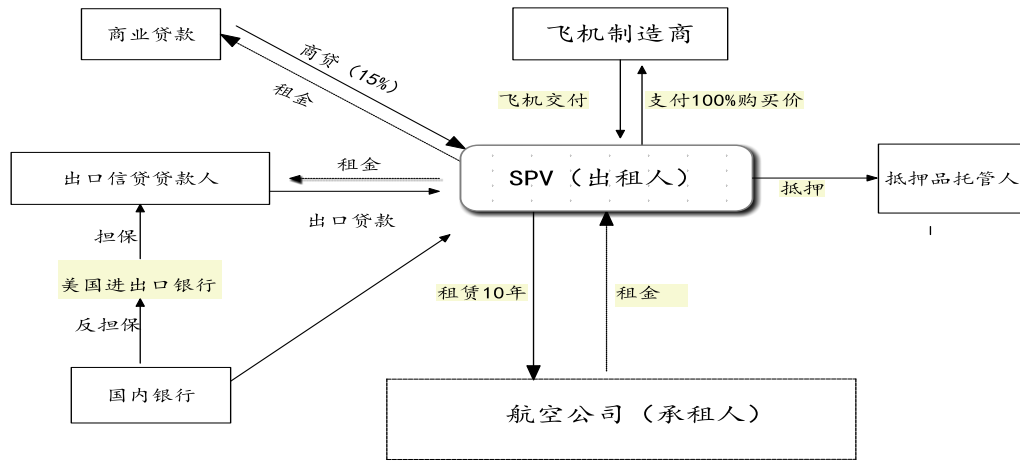 商业贷款
飞机制造商
商贷（15%）
租金
飞机交付
支付100%购买价
出口信贷贷款人
租金
SPV（出租人）
抵押
抵押品托管人
出口贷款
担保
美国进出口银行
租赁10年
租金
反担保
国内银行
航空公司（承租人）